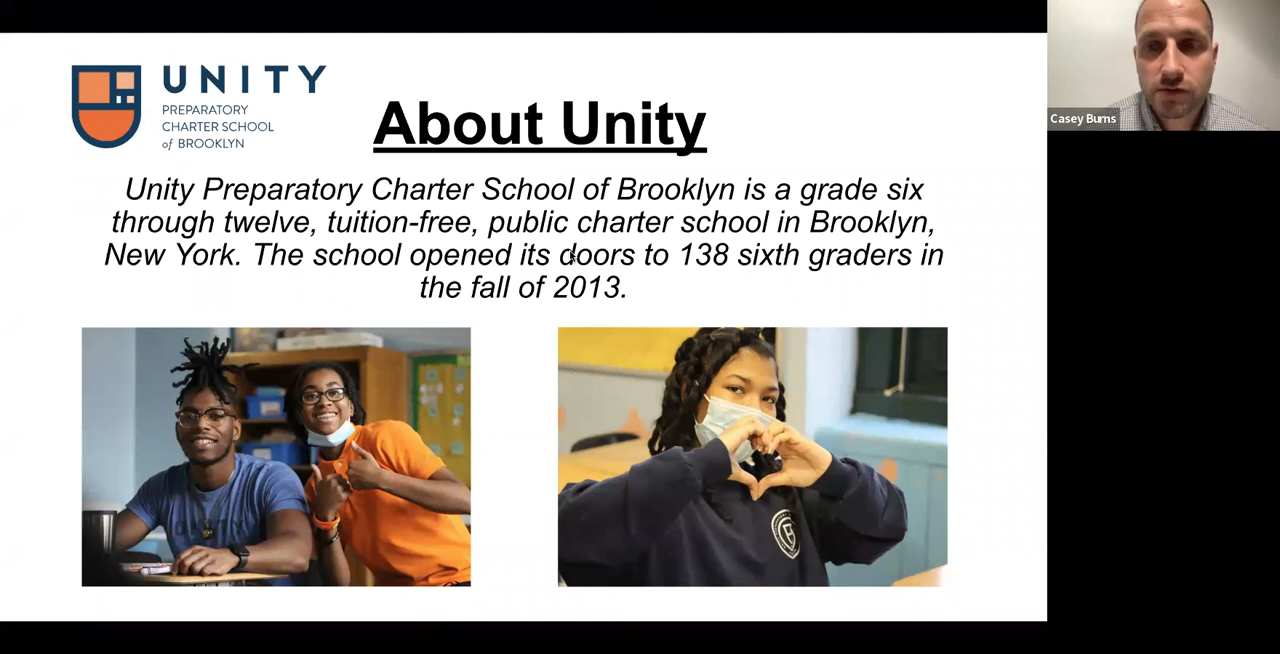 UNITY
PREPARATORY
CHARTER SCHOOL
of BROOKLYN
About Unity
Unity Preparatory Charter School of Brooklyn is a grade six
through twelve, tuition-free, public charter school in Brooklyn,
New York. The school opened its doors to 138 sixth graders in
the fall of 2013.
UNITY
Casey Burns